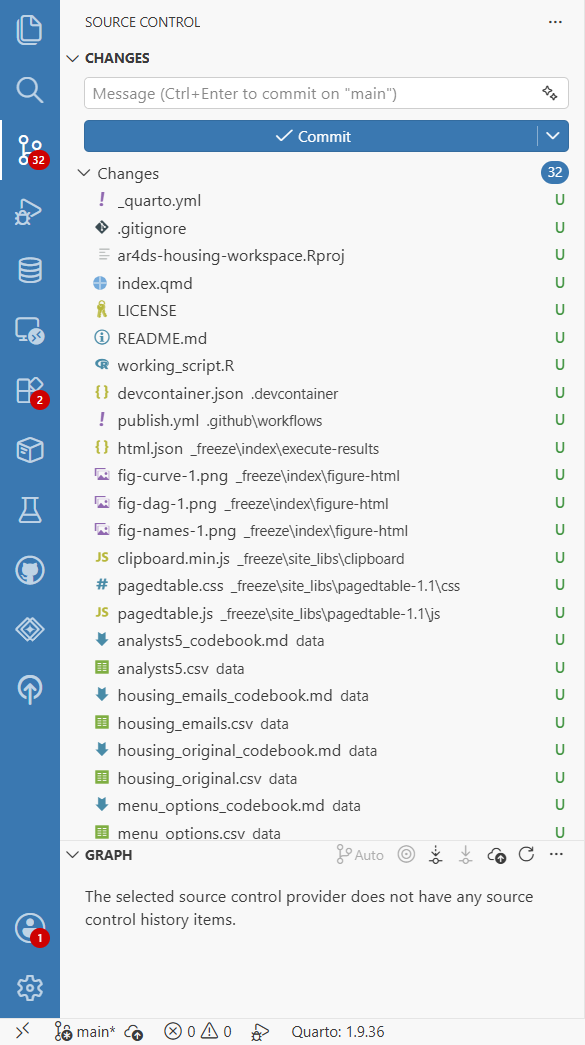 SOURCE CONTROL
CHANGES
Message (Ctrl+Enter to commit on "main")
Commit
32
Changes 32
! _quarto.yml U
.gitignore U
ar4ds-housing-workspace.Rproj U
index.qmd U
LICENSE U
README.md U
working_script.R U
{} devcontainer.json .devcontainer U
! publish.yml .github\workflows U
{} html.json _freeze\index\execute-results U
fig-curve-1.png _freeze\index\figure-html U
fig-dag-1.png _freeze\index\figure-html U
fig-names-1.png _freeze\index\figure-html U
JS clipboard.min.js _freeze\site_libs\clipboard U
# pagedtable.css _freeze\site_libs\pagedtable-1.1\css U
JS pagedtable.js _freeze\site_libs\pagedtable-1.1\js U
analysts5_codebook.md data U
analysts5.csv data U
housing_emails_codebook.md data U
housing_emails.csv data U
housing_original_codebook.md data U
housing_original.csv data U
menu_options_codebook.md data U
menu_options.csv data U
2
GRAPH Auto
The selected source control provider does not have any source
control history items.
1
main* 0 0 Quarto: 1.9.36